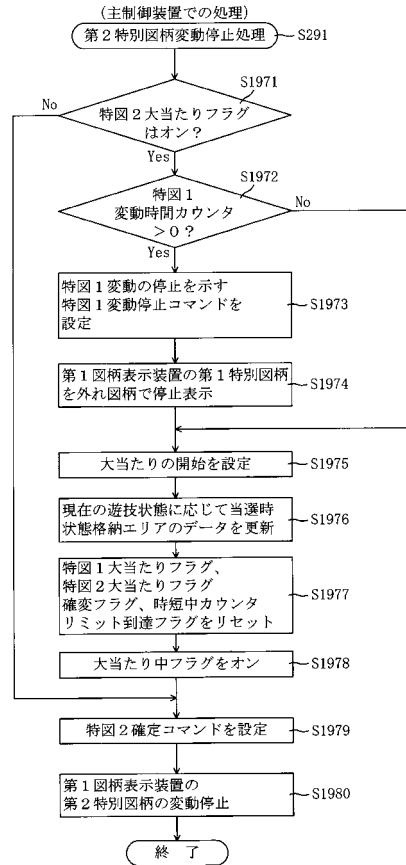 (主制御装置での処理)
第2特別図柄変動停止処理
S291
S1971
No
特図2大当たりフラグ
はオン?
Yes
S1972
特図1
変動時間カウンタ
>0?
No
Yes
特図1変動の停止を示す
特図1変動停止コマンドを
設定
S1973
第1図柄表示装置の第1特別図柄
を外れ図柄で停止表示
S1974
大当たりの開始を設定
S1975
現在の遊技状態に応じて当選時
状態格納エリアのデータを更新
S1976
特図1大当たりフラグ、
特図2大当たりフラグ
確変フラグ、時短中カウンタ
リミット到達フラグをリセット
S1977
大当たり中フラグをオン
S1978
特図2確定コマンドを設定
S1979
第1図柄表示装置の
第2特別図柄の変動停止
S1980
終 了